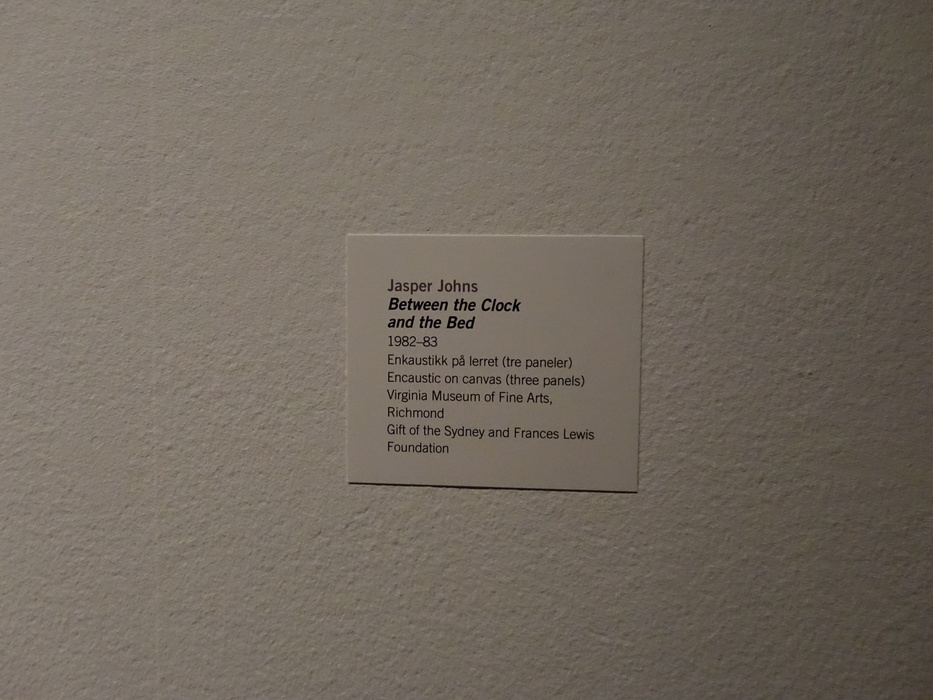 Jasper Johns
Between the Clock
and the Bed
1982–83
Enkaustikk på lerret (tre paneler)
Encaustic on canvas (three panels)
Virginia Museum of Fine Arts,
Richmond
Gift of the Sydney and Frances Lewis
Foundation